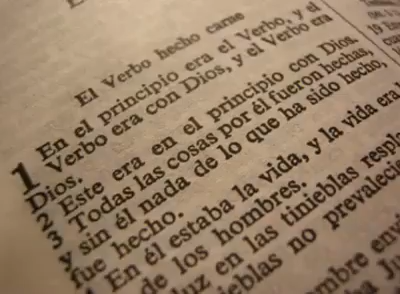 El Verbo hecho carne
1 En el principio era el Verbo, y el
Verbo era con Dios, y el Verbo era
Dios.
2 Este era en el principio con Dios.
3 Todas las cosas por él fueron hechas,
y sin él nada de lo que ha sido hecho,
fue hecho.
4 En él estaba la vida, y la vida era
de los hombres.
luz en las tinieblas
no